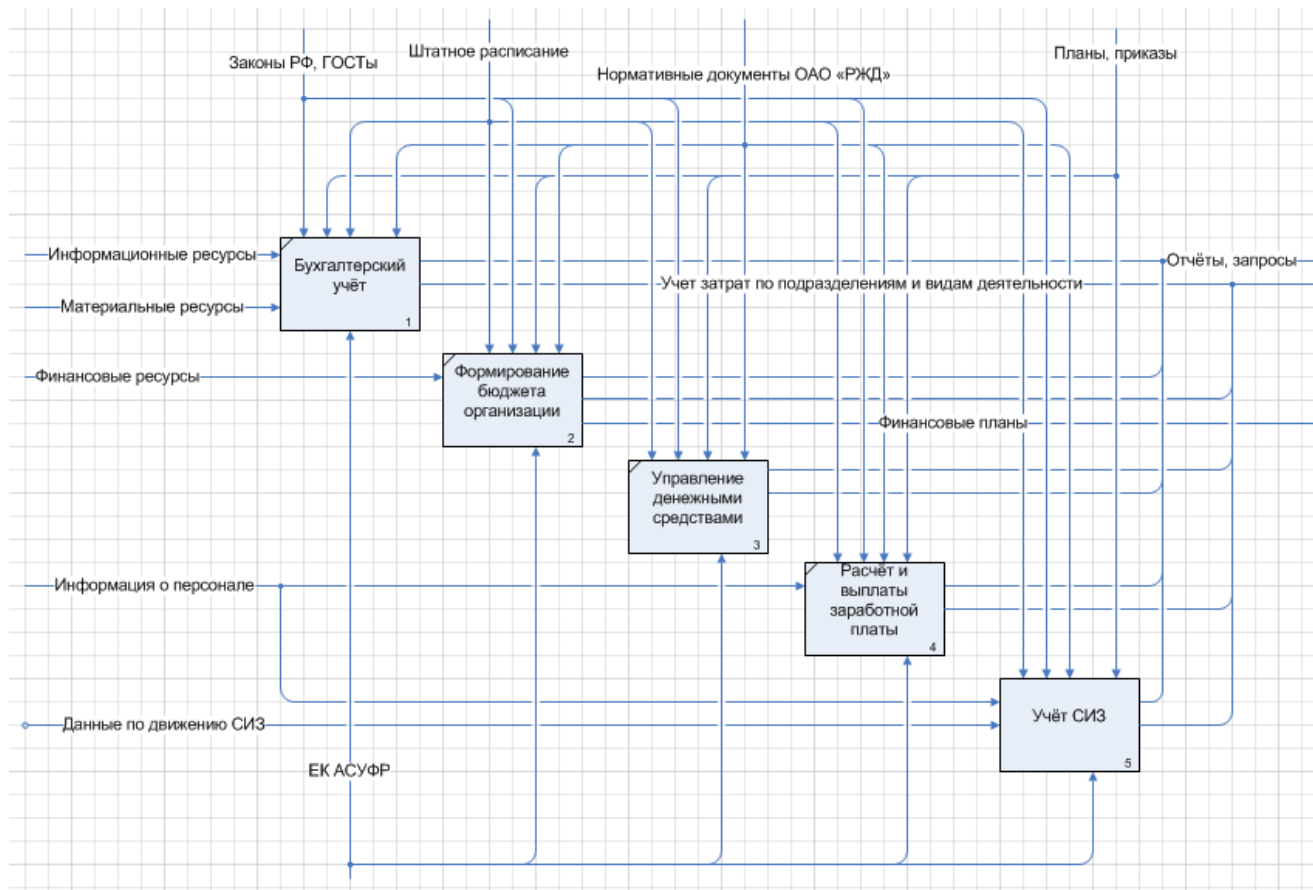 Штатное расписание
Планы, приказы
Законы РФ, ГОСТы
Нормативные документы ОАО «РЖД»
Информационные ресурсы
Бухгалтерский
учёт
1
Отчёты, запросы
Учет затрат по подразделениям и видам деятельности
Материальные ресурсы
Финансовые ресурсы
Формирование
бюджета
организации
2
Финансовые планы
Управление
денежными
средствами
3
Информация о персонале
Расчёт и
выплаты
заработной
платы
4
Данные по движению СИЗ
Учёт СИЗ
5
ЕК АСУФР